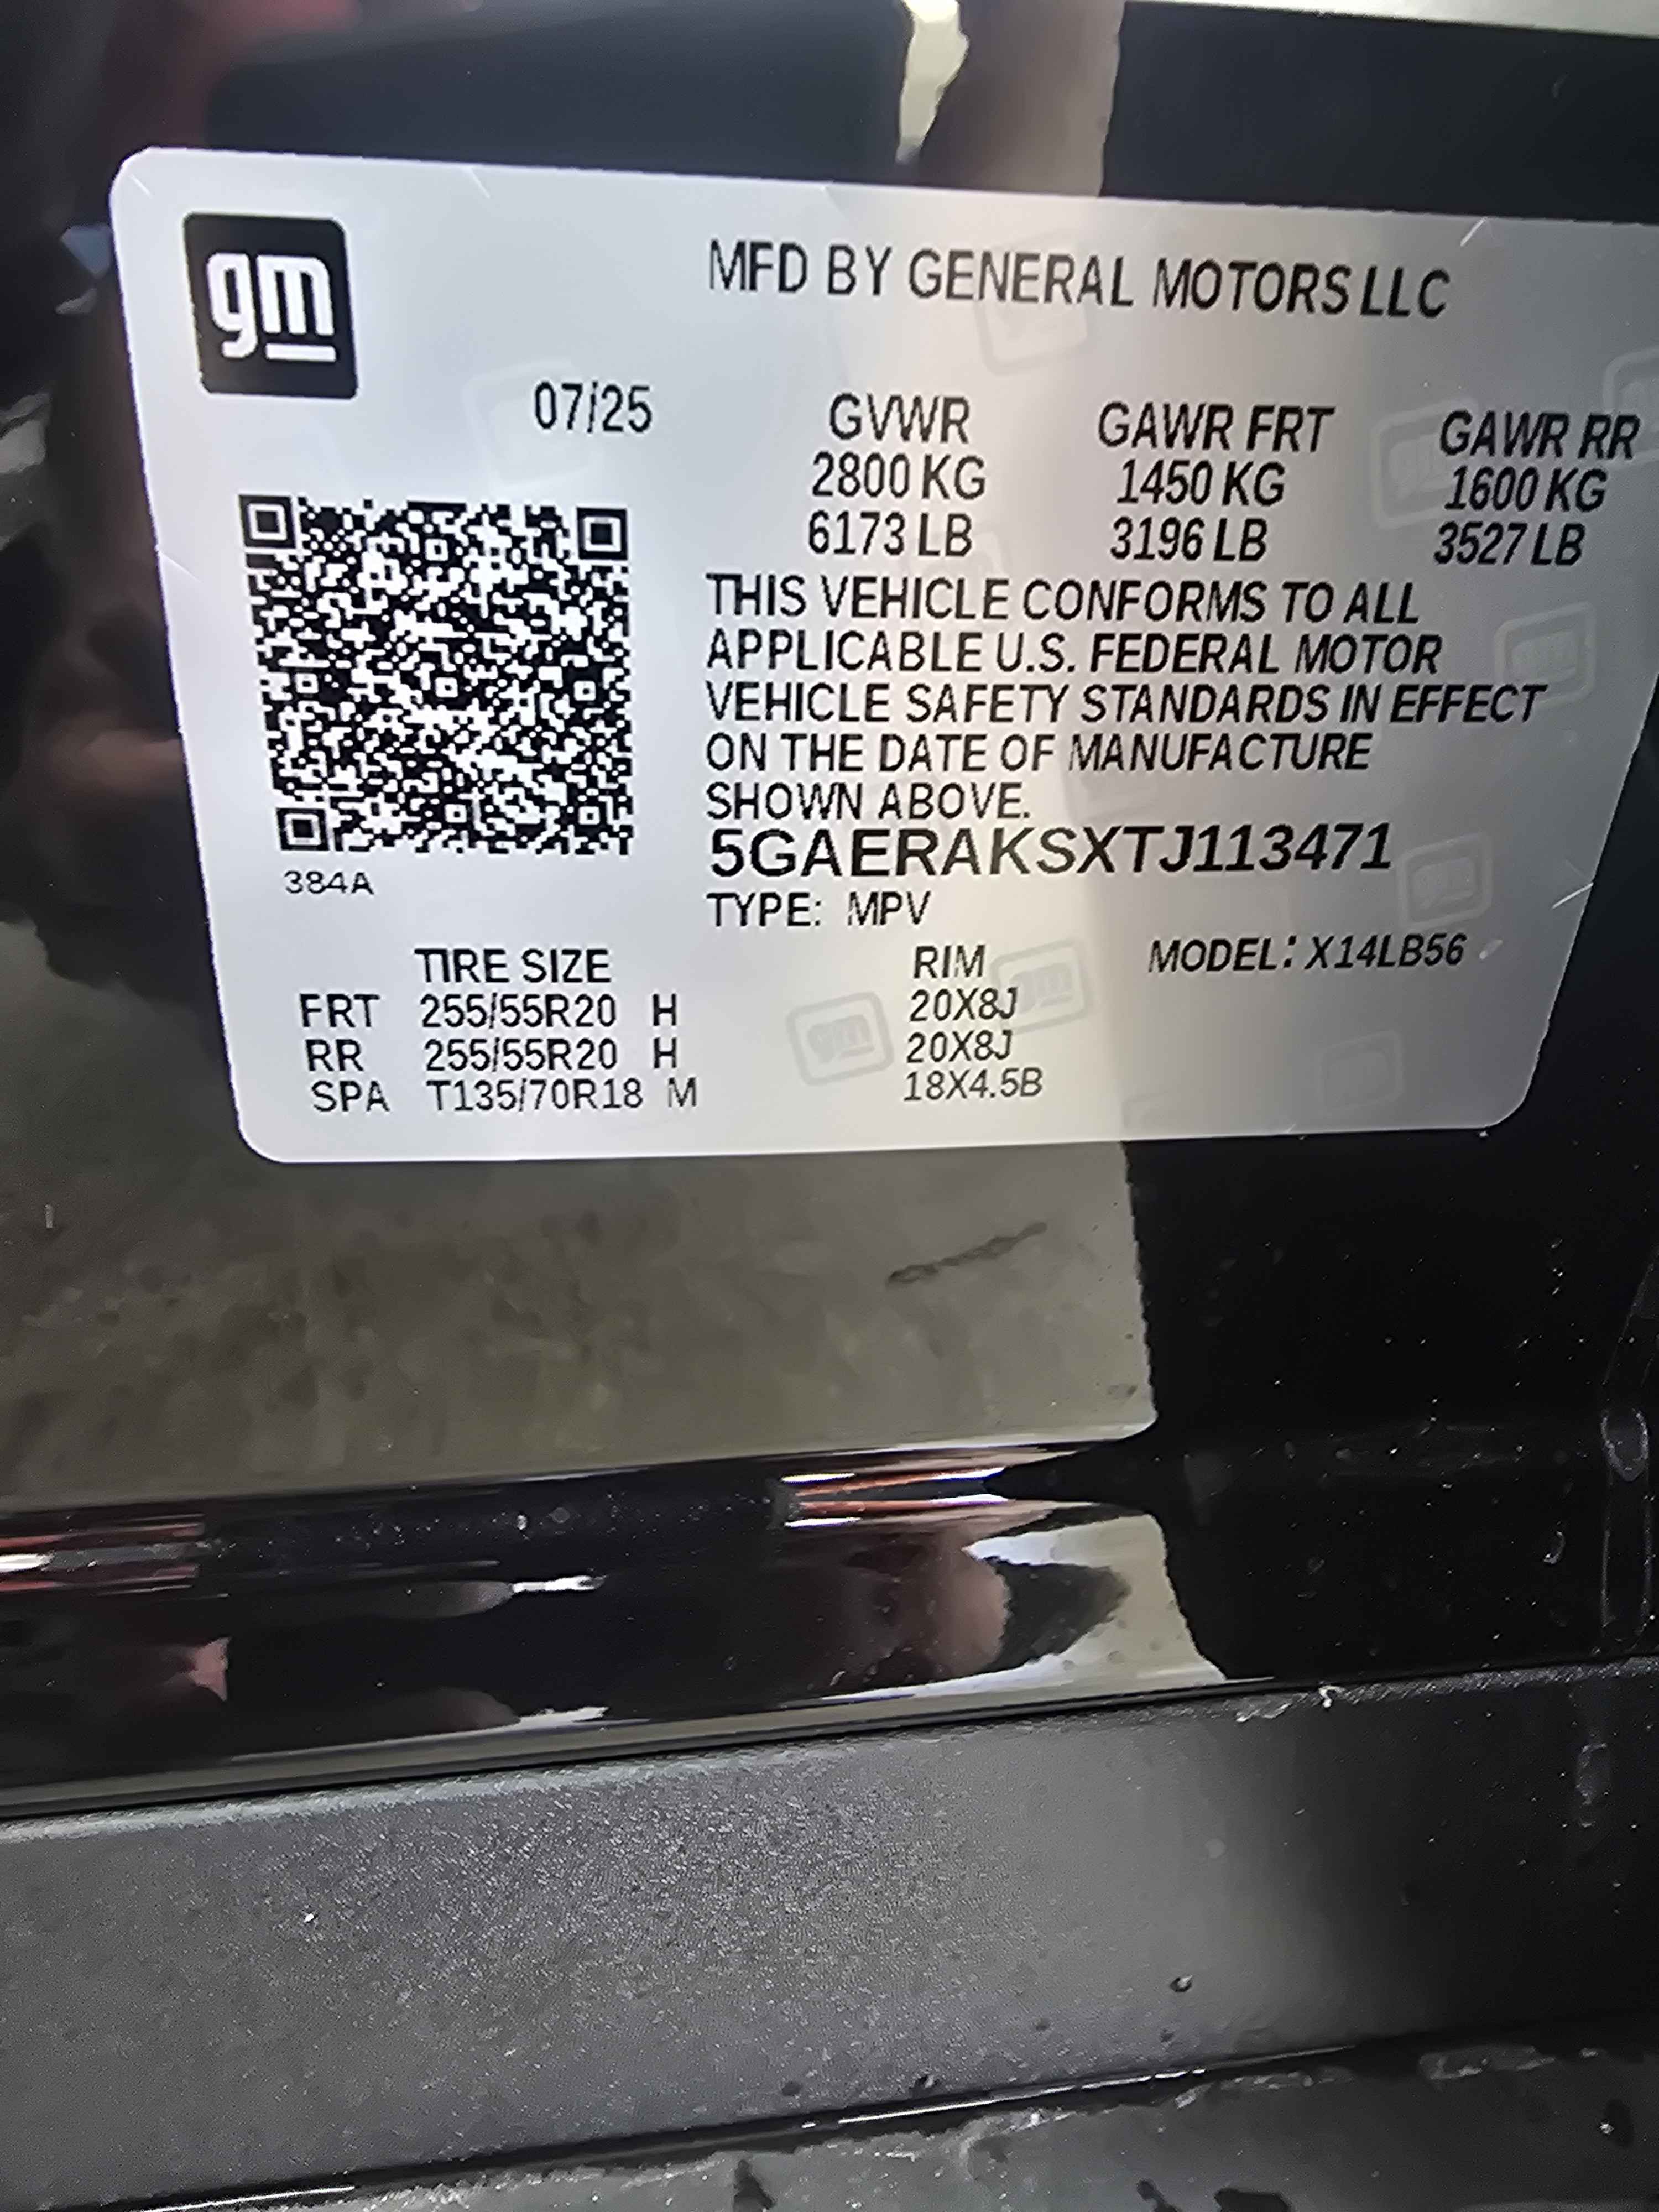 gm
MFD BY GENERAL MOTORS LLC
07/25 GVWR GAWR FRT GAWR RR
2800 KG 1450 KG 1600 KG
6173 LB 3196 LB 3527 LB
THIS VEHICLE CONFORMS TO ALL
APPLICABLE U.S. FEDERAL MOTOR
VEHICLE SAFETY STANDARDS IN EFFECT
ON THE DATE OF MANUFACTURE
SHOWN ABOVE.
5GAERAKSXTJ113471
384A
TYPE: MPV
TIRE SIZE RIM MODEL: X14LB56
FRT 255/55R20 H 20X8J
RR 255/55R20 H 20X8J
SPA T135/70R18 M 18X4.5B